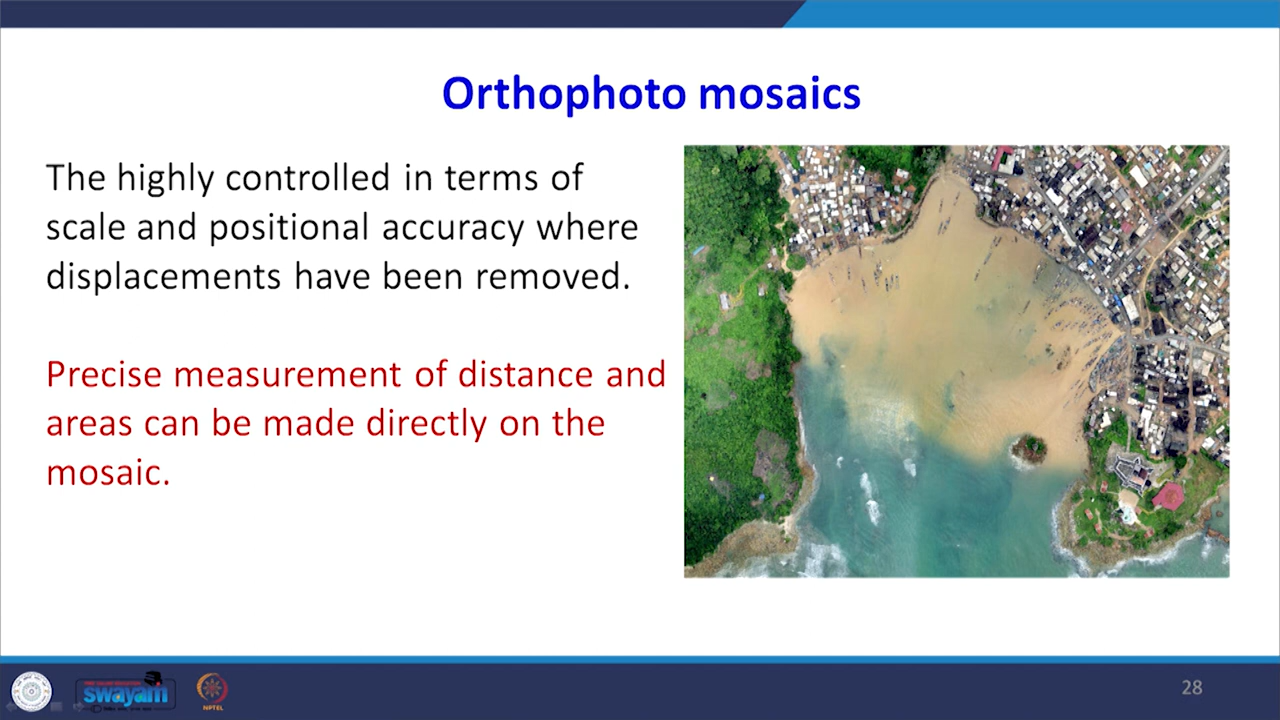 Orthophoto mosaics
The highly controlled in terms of
scale and positional accuracy where
displacements have been removed.
Precise measurement of distance and
areas can be made directly on the
mosaic.
swayam
NPTEL
28